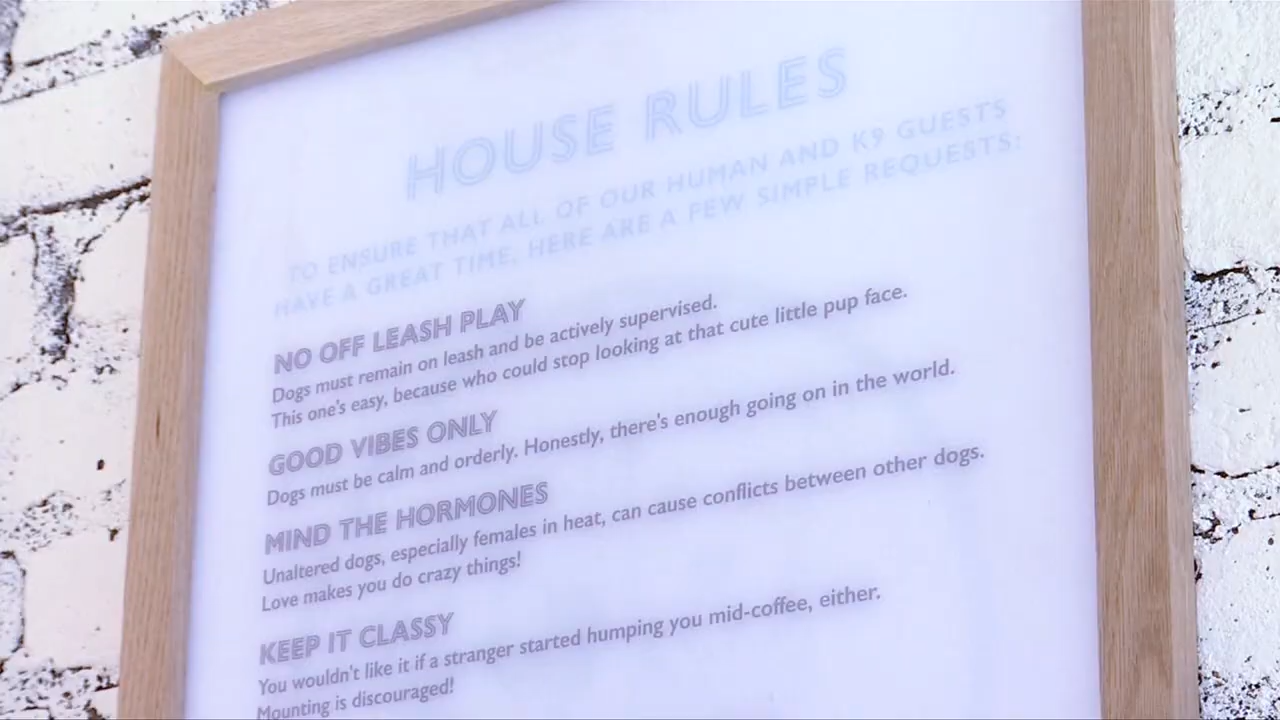 HOUSE RULES
TO ENSURE THAT ALL OF OUR HUMAN AND K9 GUESTS
HAVE A GREAT TIME, HERE ARE A FEW SIMPLE REQUESTS:
NO OFF LEASH PLAY
Dogs must remain on leash and be actively supervised.
This one's easy, because who could stop looking at that cute little pup face.
GOOD VIBES ONLY
Dogs must be calm and orderly. Honestly, there's enough going on in the world.
MIND THE HORMONES
Unaltered dogs, especially females in heat, can cause conflicts between other dogs.
Love makes you do crazy things!
KEEP IT CLASSY
You wouldn't like it if a stranger started humping you mid-coffee, either.
Mounting is discouraged!